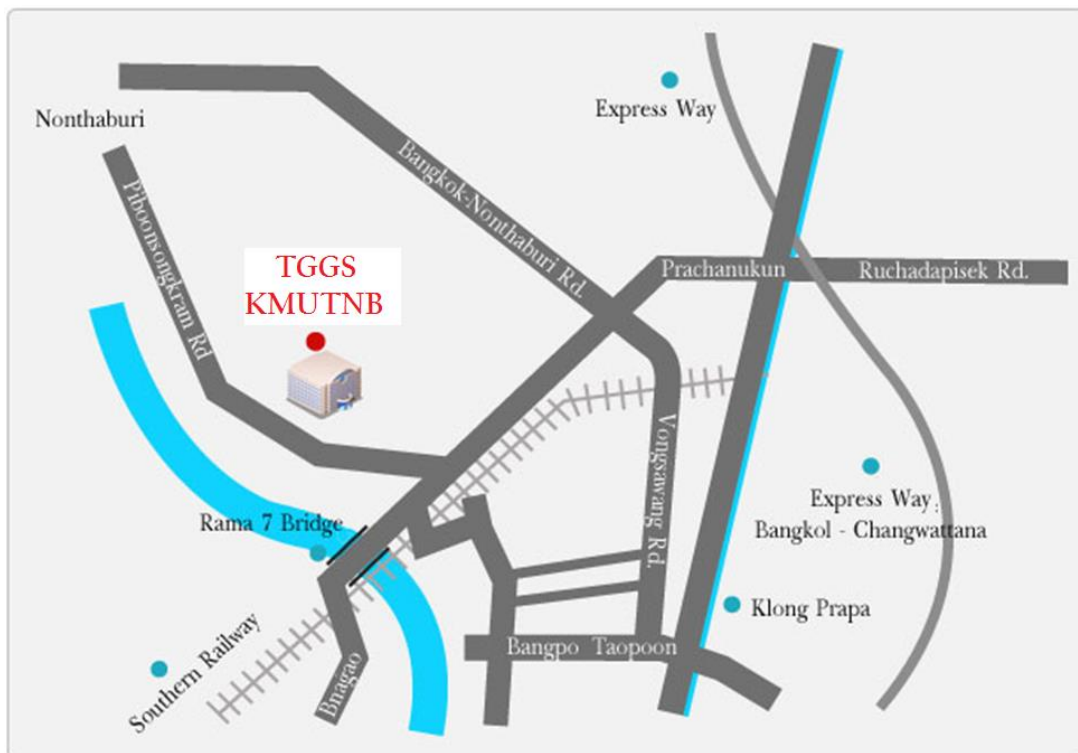 Express Way
Nonthaburi
Bangkok-Nonthaburi Rd.
Piboonsongkram Rd
TGGS
KMUTNB
Prachanukun
Ruchadapisek Rd.
Vongsawang Rd.
Express Way :
Bangkol - Changwattana
Rama 7 Bridge
Klong Prapa
Southern Railway
Bnagao
Bangpo Taopoon